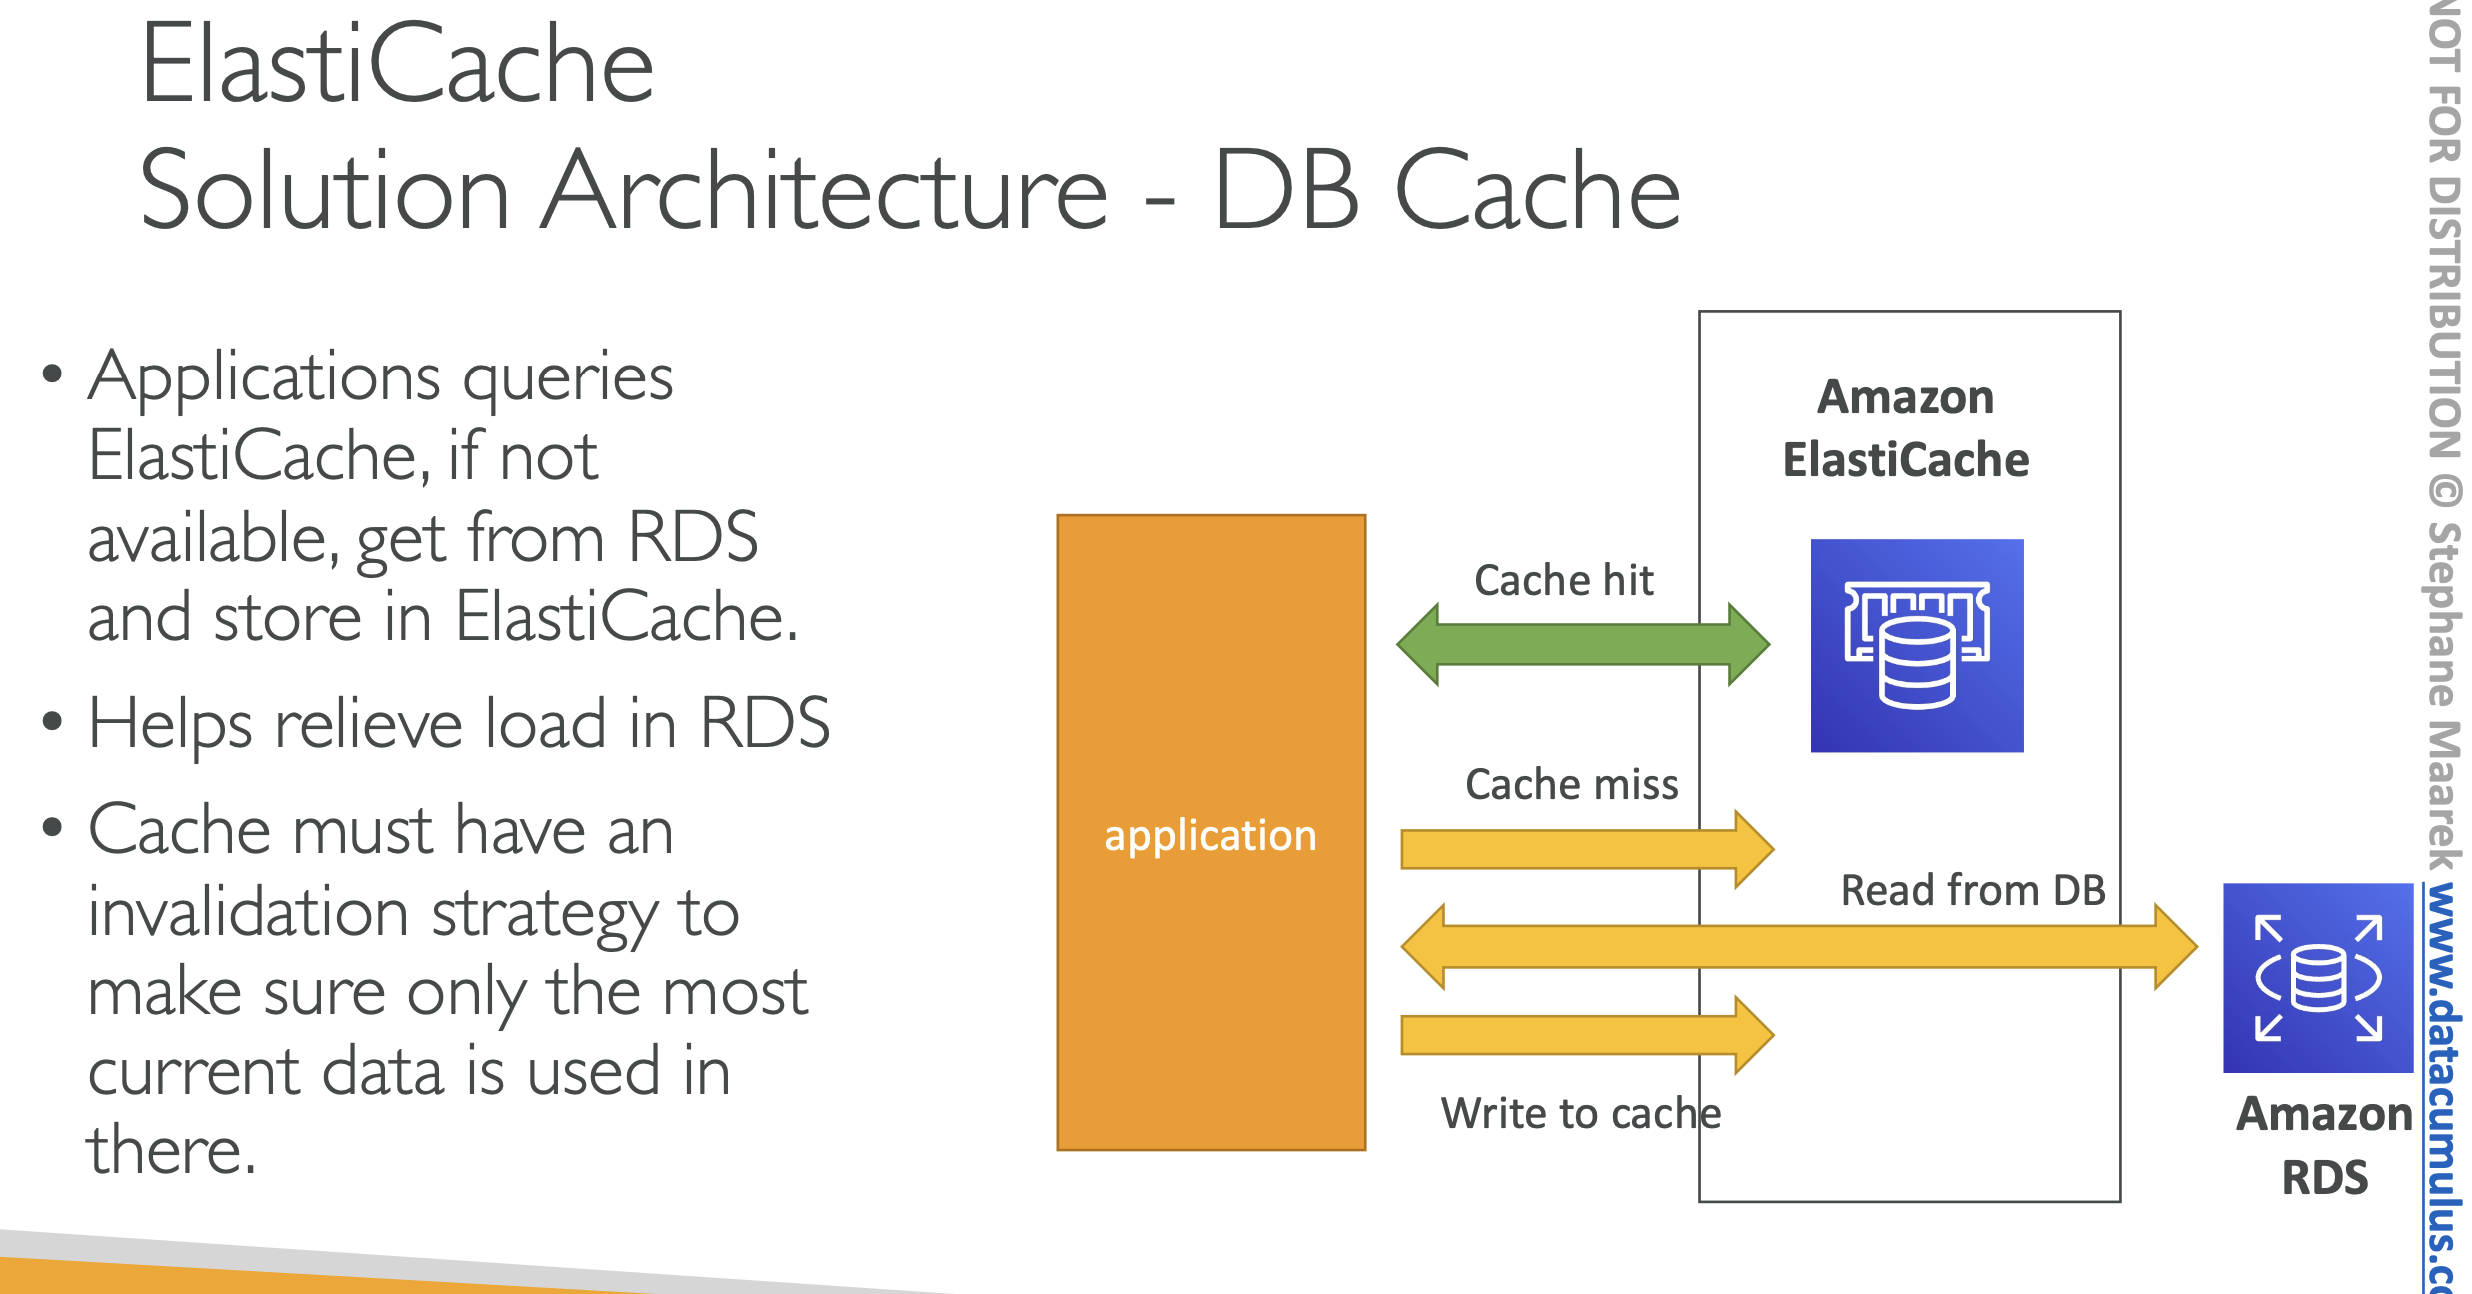 ElastiCache
Solution Architecture - DB Cache
• Applications queries
ElastiCache, if not
available, get from RDS
and store in ElastiCache.
• Helps relieve load in RDS
• Cache must have an
invalidation strategy to
make sure only the most
current data is used in
there.
application
Cache hit
Cache miss
Read from DB
Write to cache
Amazon
ElastiCache
Amazon
RDS
NOT FOR DISTRIBUTION © Stephane Maarek www.datacumulus.co